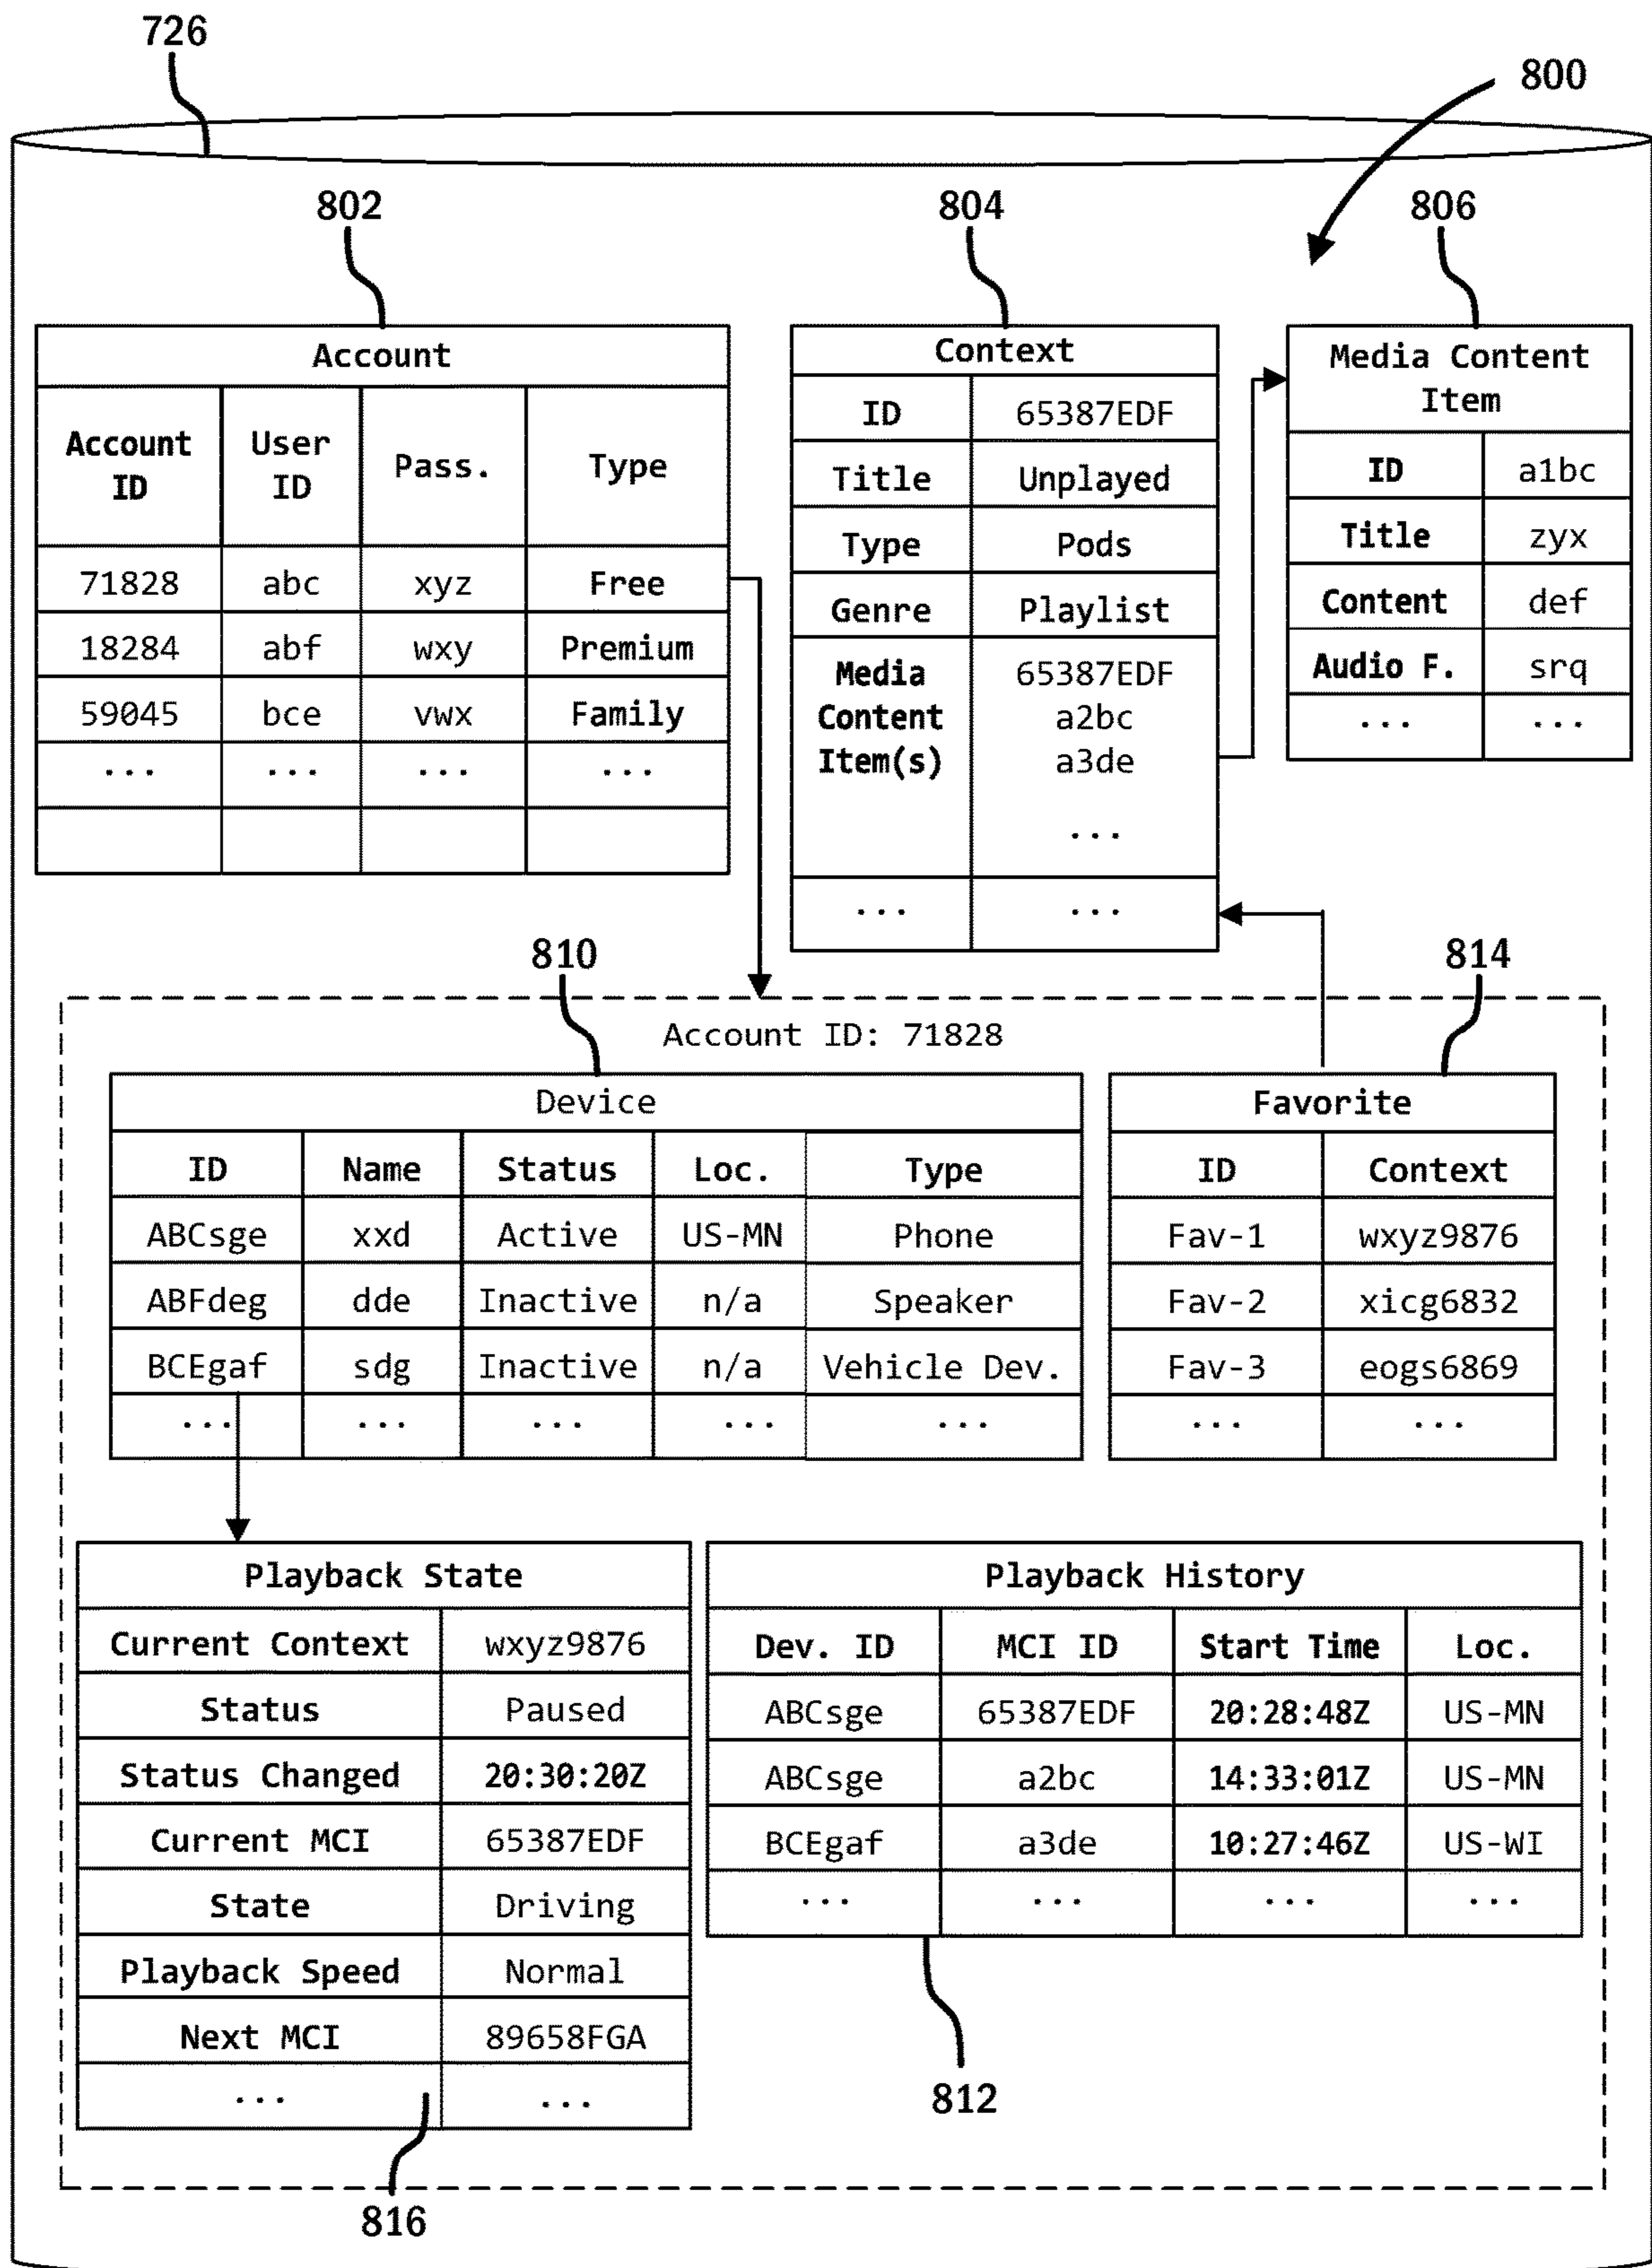 726
800
802
804
806
Account
Account ID User ID Pass. Type
71828 abc xyz Free
18284 abf wxy Premium
59045 bce vwx Family
... ... ... ...
Context
ID 65387EDF
Title Unplayed
Type Pods
Genre Playlist
Media 65387EDF
Content a2bc
Item(s) a3de
...
... ...
Media Content
Item
ID a1bc
Title zyx
Content def
Audio F. srq
... ...
810
814
Account ID: 71828
Device
ID Name Status Loc. Type
ABCsge xxd Active US-MN Phone
ABFdeg dde Inactive n/a Speaker
BCEgaf sdg Inactive n/a Vehicle Dev.
... ... ... ... ...
Favorite
ID Context
Fav-1 wxyz9876
Fav-2 xicg6832
Fav-3 eogs6869
... ...
Playback State
Current Context wxyz9876
Status Paused
Status Changed 20:30:20Z
Current MCI 65387EDF
State Driving
Playback Speed Normal
Next MCI 89658FGA
... ...
Playback History
Dev. ID MCI ID Start Time Loc.
ABCsge 65387EDF 20:28:48Z US-MN
ABCsge a2bc 14:33:01Z US-MN
BCEgaf a3de 10:27:46Z US-WI
... ... ... ...
812
816